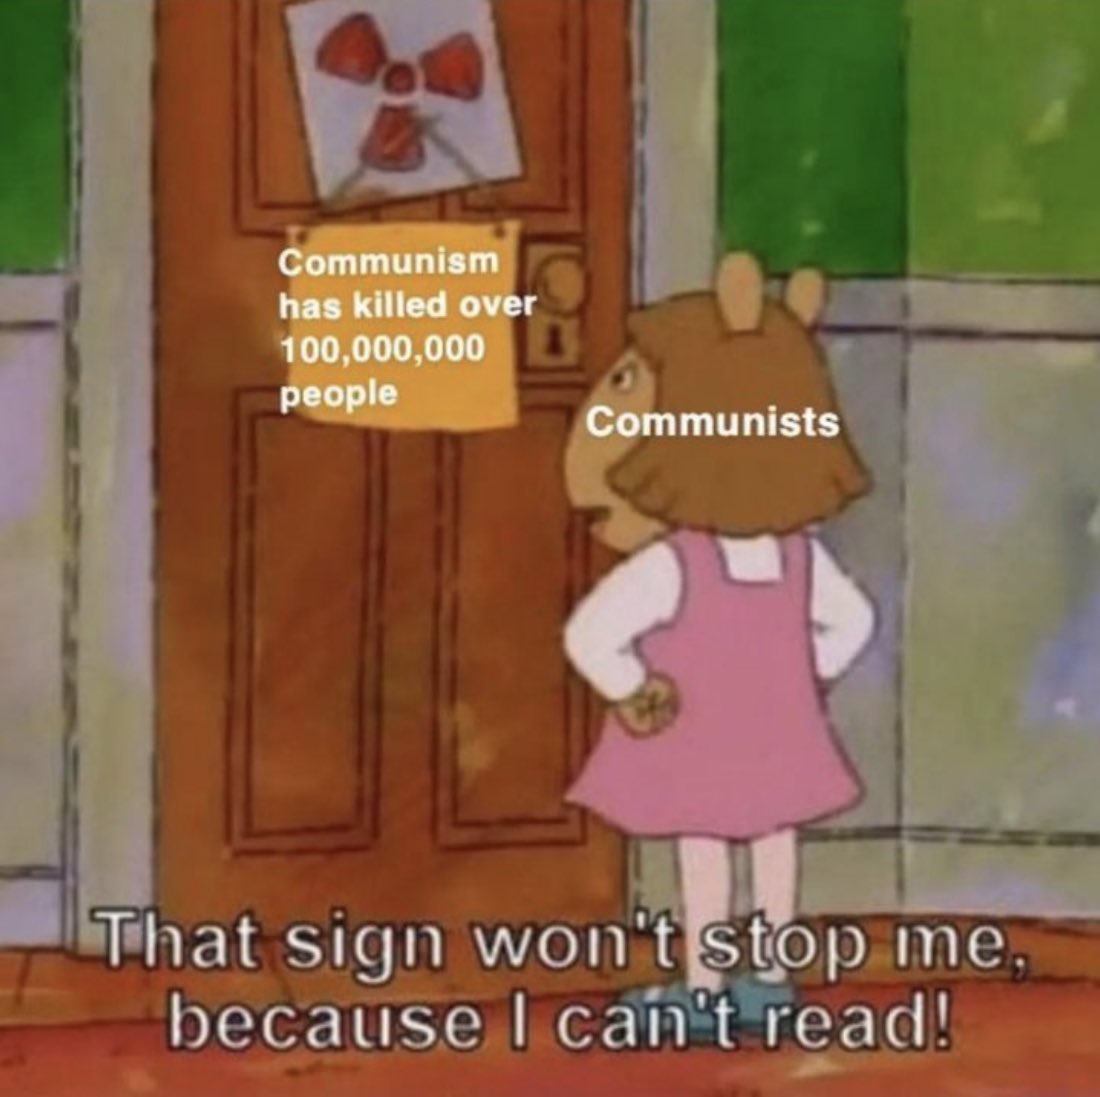 Communism
has killed over
100,000,000
people
Communists
That sign won't stop me,
because I can't read!